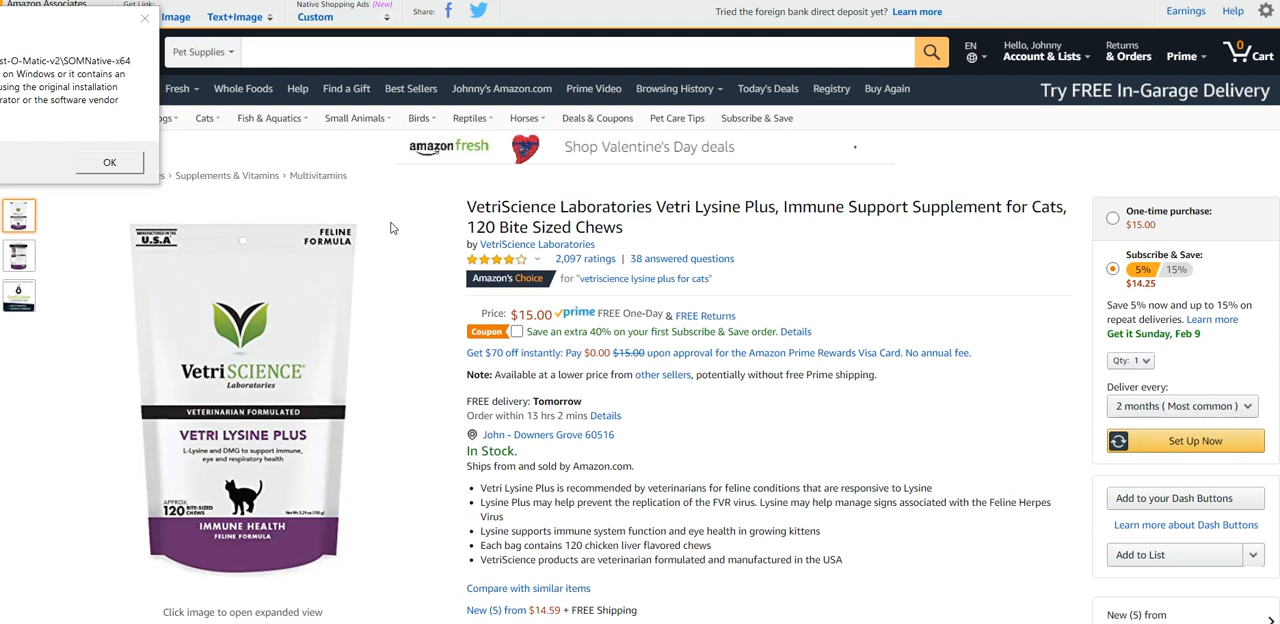 Amazon Associates
Get Link:
Image
Text+Image
Native Shopping Ads (New)
Custom
Share:
Tried the foreign bank direct deposit yet? Learn more
Earnings
Help
st-O-Matic-v2\SOMNative-x64
on Windows or it contains an
using the original installation
rator or the software vendor
OK
Pet Supplies
EN
Hello, Johnny
Account & Lists
Returns
& Orders
Prime
0
Cart
Fresh
Whole Foods
Help
Find a Gift
Best Sellers
Johnny's Amazon.com
Prime Video
Browsing History
Today's Deals
Registry
Buy Again
Try FREE In-Garage Delivery
ogs
Cats
Fish & Aquatics
Small Animals
Birds
Reptiles
Horses
Deals & Coupons
Pet Care Tips
Subscribe & Save
amazon fresh
Shop Valentine's Day deals
es › Supplements & Vitamins › Multivitamins
MANUFACTURED IN THE
U.S.A
FELINE
FORMULA
VetriSCIENCE
Laboratories
VETERINARIAN FORMULATED
VETRI LYSINE PLUS
L-Lysine and DMG to support immune,
eye and respiratory health
APPROX.
120 BITE-SIZED
CHEWS
IMMUNE HEALTH
FELINE FORMULA
Click image to open expanded view
VetriScience Laboratories Vetri Lysine Plus, Immune Support Supplement for Cats,
120 Bite Sized Chews
by VetriScience Laboratories
2,097 ratings | 38 answered questions
Amazon's Choice for "vetriscience lysine plus for cats"
Price: $15.00 prime FREE One-Day & FREE Returns
Coupon Save an extra 40% on your first Subscribe & Save order. Details
Get $70 off instantly: Pay $0.00 $15.00 upon approval for the Amazon Prime Rewards Visa Card. No annual fee.
Note: Available at a lower price from other sellers, potentially without free Prime shipping.
FREE delivery: Tomorrow
Order within 13 hrs 2 mins Details
John - Downers Grove 60516
In Stock.
Ships from and sold by Amazon.com.
• Vetri Lysine Plus is recommended by veterinarians for feline conditions that are responsive to Lysine
• Lysine Plus may help prevent the replication of the FVR virus. Lysine may help manage signs associated with the Feline Herpes
Virus
• Lysine supports immune system function and eye health in growing kittens
• Each bag contains 120 chicken liver flavored chews
• VetriScience products are veterinarian formulated and manufactured in the USA
Compare with similar items
New (5) from $14.59 + FREE Shipping
One-time purchase:
$15.00
Subscribe & Save:
5% 15%
$14.25
Save 5% now and up to 15% on
repeat deliveries. Learn more
Get it Sunday, Feb 9
Qty: 1
Deliver every:
2 months ( Most common )
Set Up Now
Add to your Dash Buttons
Learn more about Dash Buttons
Add to List
New (5) from